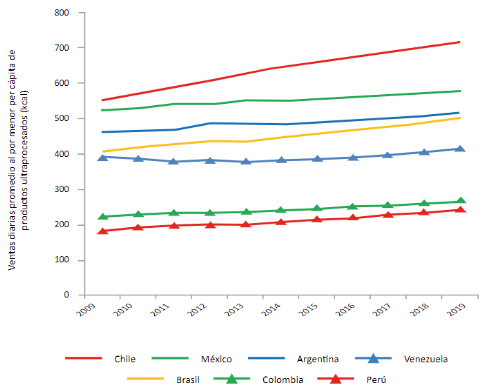 Ventas diarias promedio al por menor per cápita de
productos ultraprocesados (kcal)
800
700
600
500
400
300
200
100
0
2009 2010 2011 2012 2013 2014 2015 2016 2017 2018 2019
Chile México Argentina Venezuela
Brasil Colombia Perú